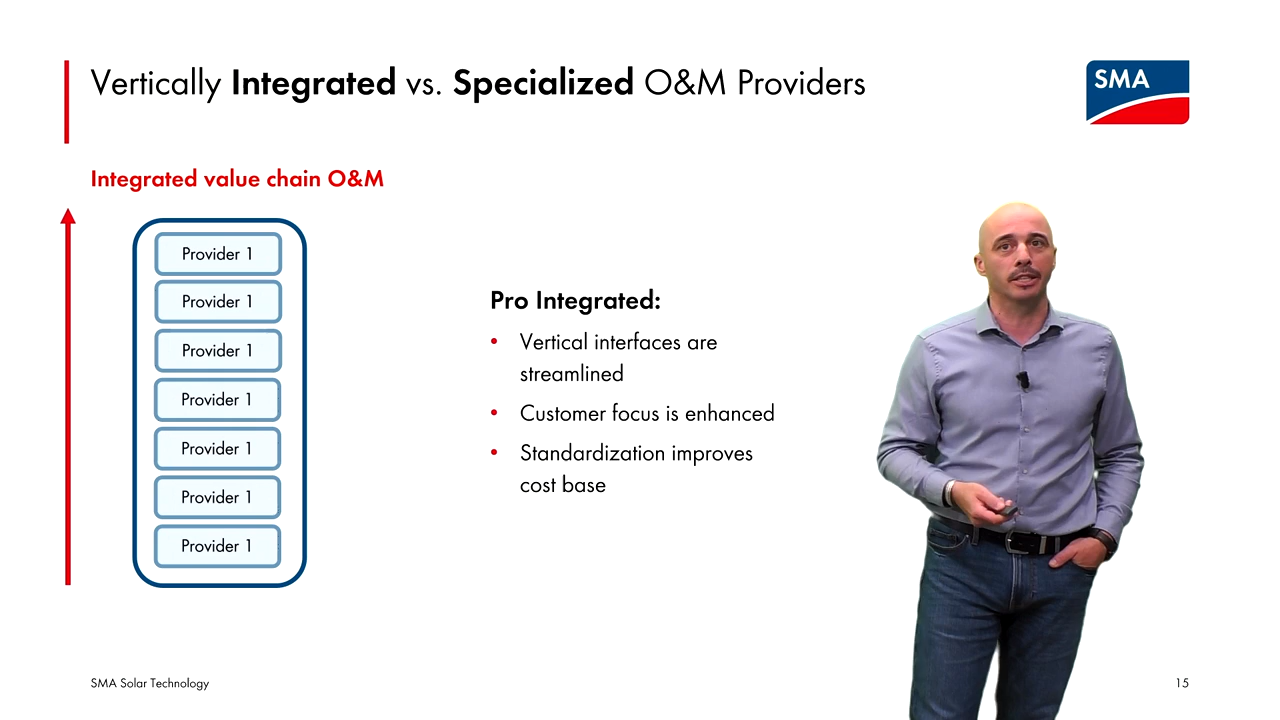 Vertically Integrated vs. Specialized O&M Providers
SMA
Integrated value chain O&M
Provider 1
Provider 1
Provider 1
Provider 1
Provider 1
Provider 1
Provider 1
Pro Integrated:
• Vertical interfaces are
streamlined
• Customer focus is enhanced
• Standardization improves
cost base
SMA Solar Technology
15